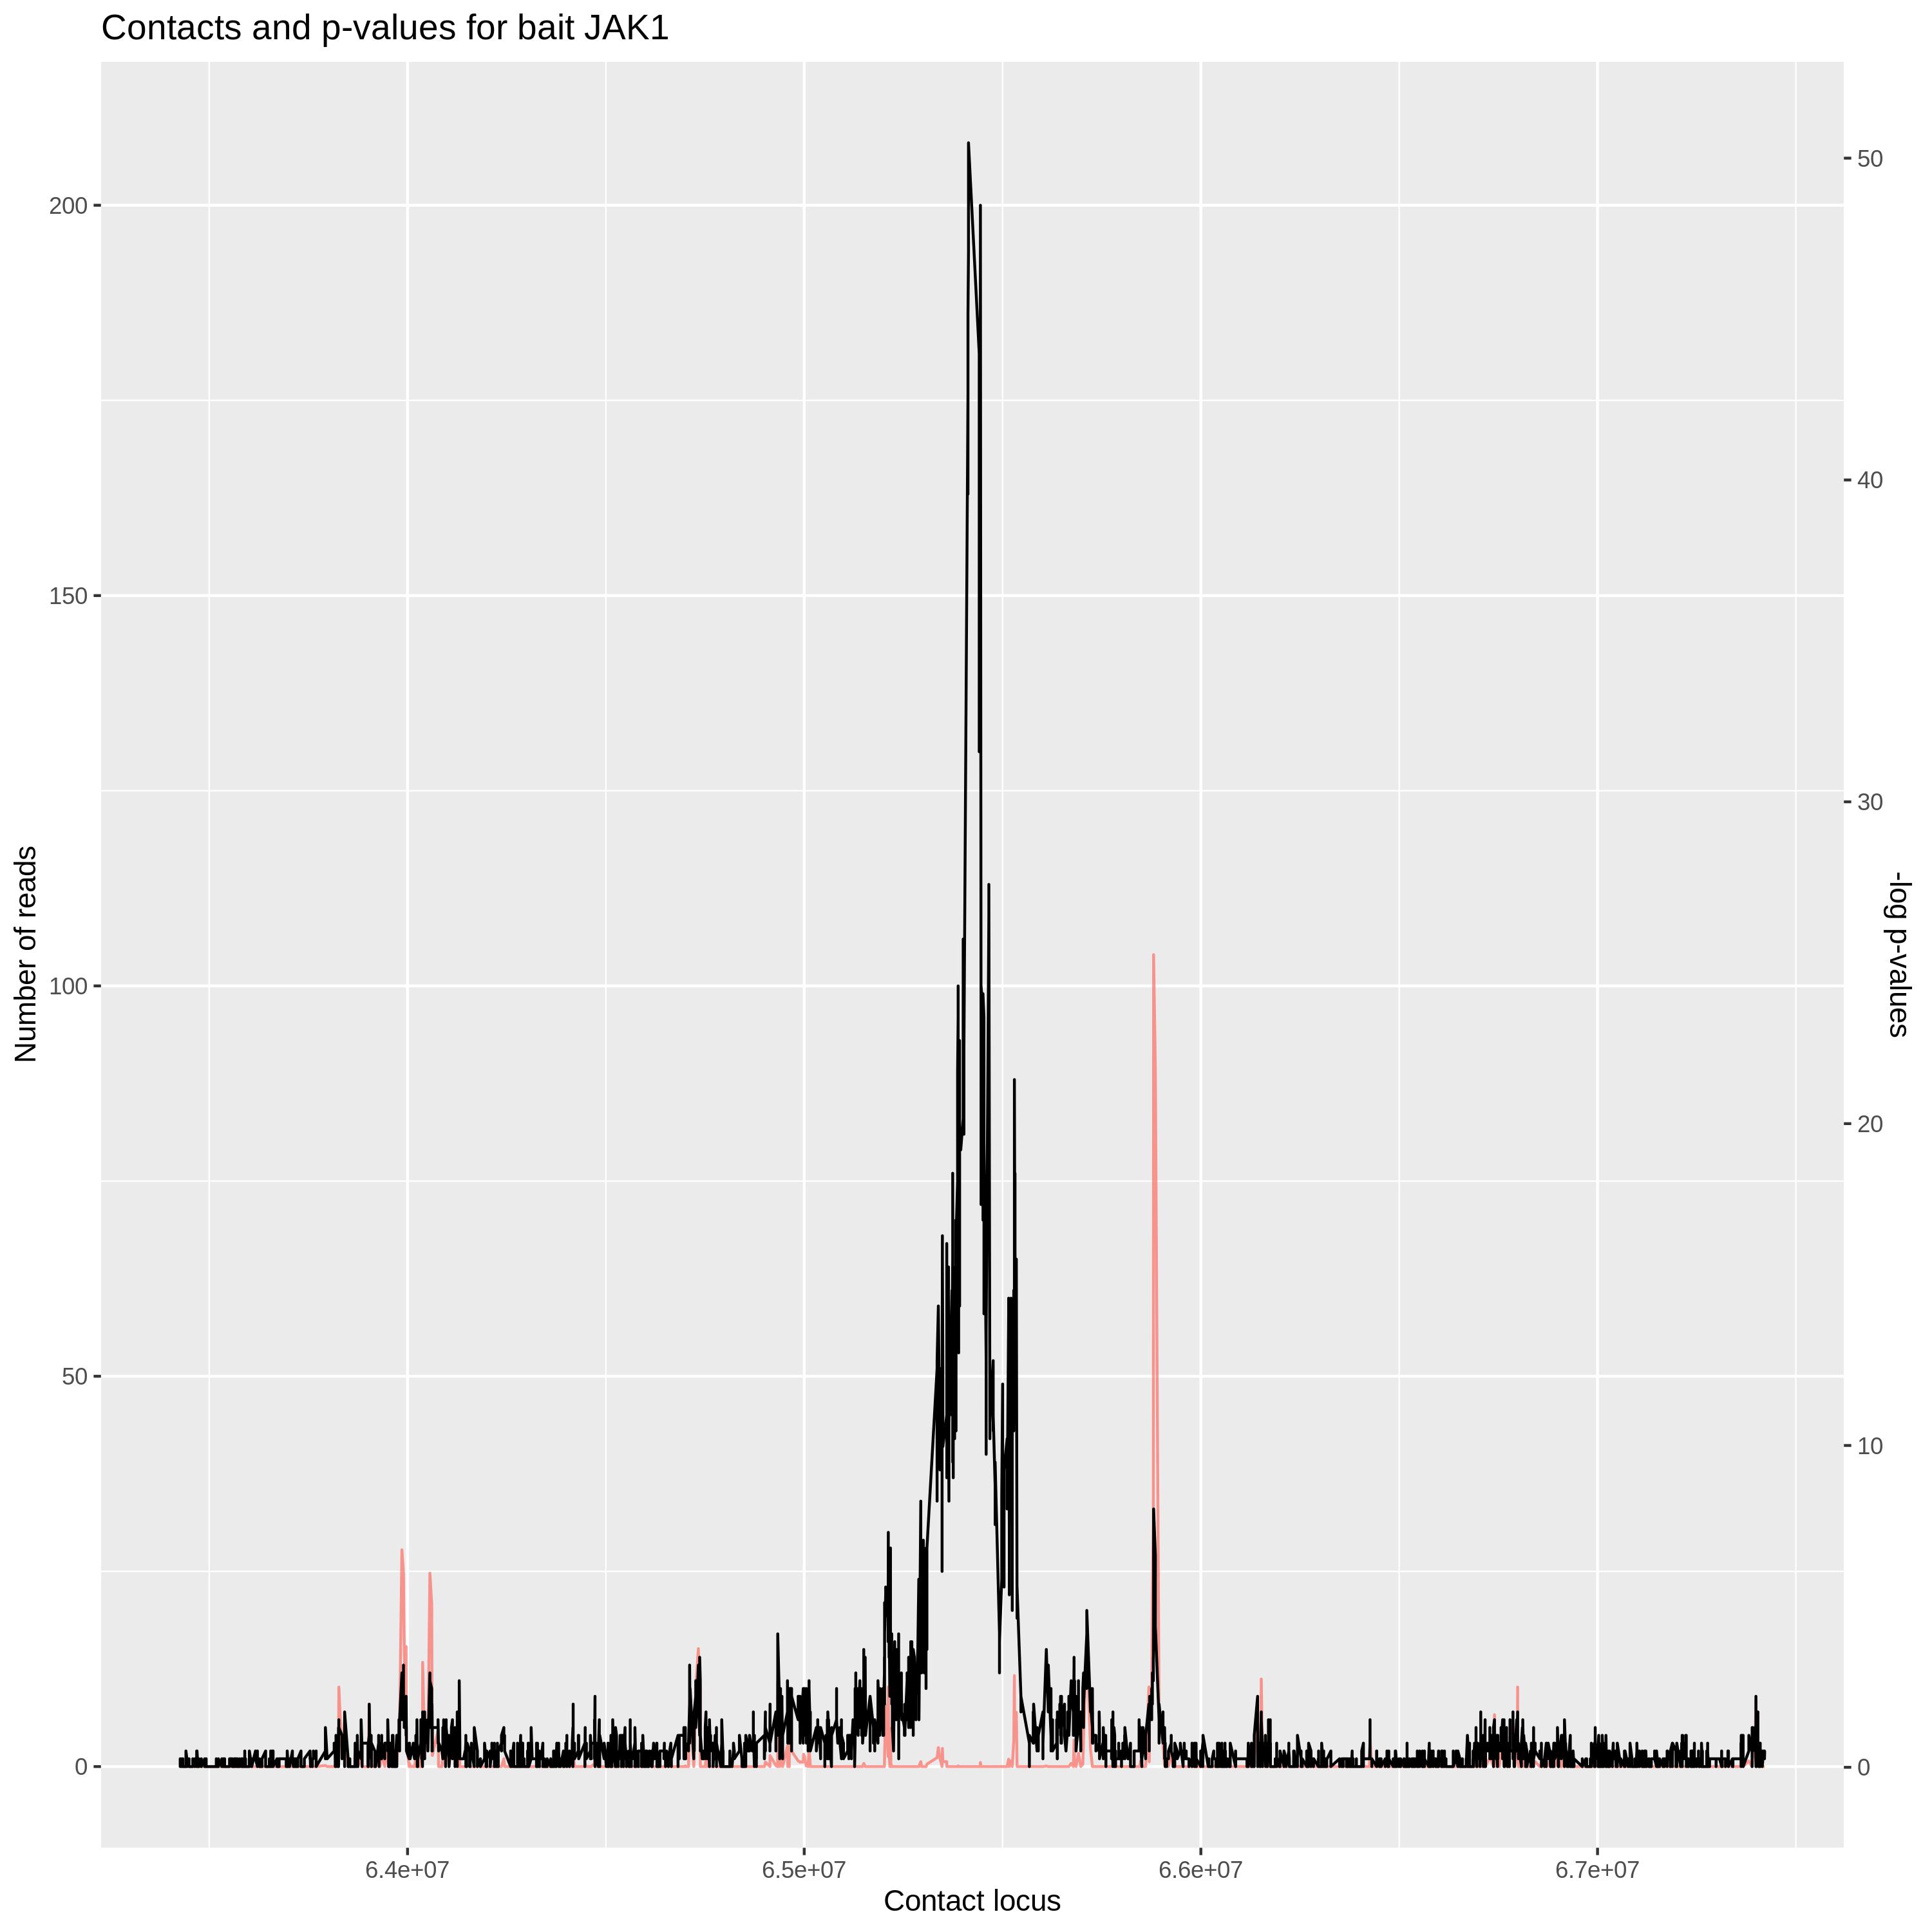 Contacts and p-values for bait JAK1
200
150
100
50
0
Number of reads
50
40
30
20
10
0
-log p-values
6.4e+07 6.5e+07 6.6e+07 6.7e+07
Contact locus